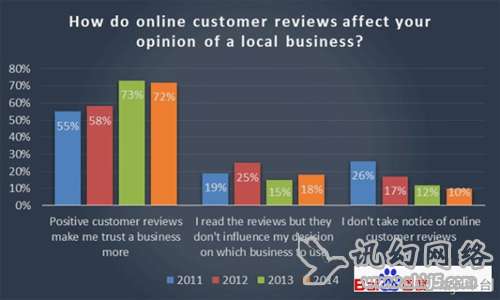 How do online customer reviews affect your
opinion of a local business?
80%
70%
60%
50%
40%
30%
20%
10%
0%
55%
58%
73%
72%
19%
25%
15%
18%
26%
17%
12%
10%
Positive customer reviews
make me trust a business
more
I read the reviews but they
don't influence my decision
on which business to use
I don't take notice of online
customer reviews
2011
2012
2013
2014
讯幻网络